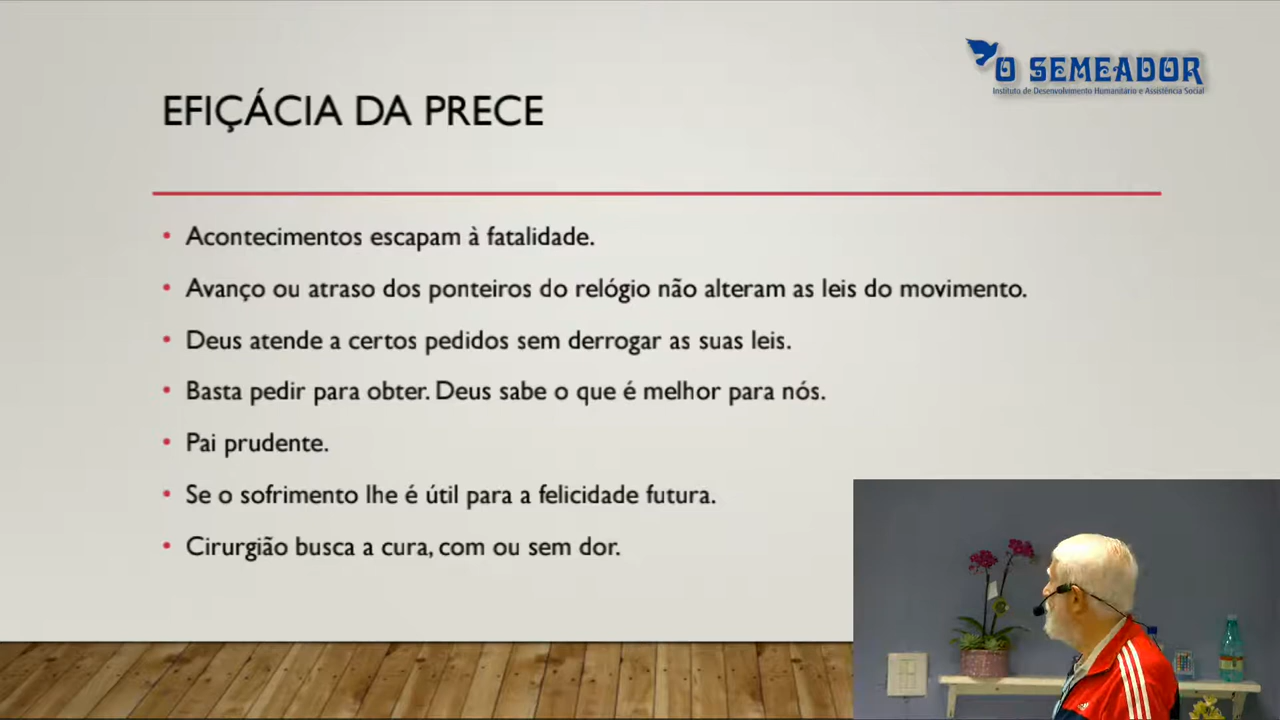 O SEMEADOR
Instituto de Desenvolvimento Humanitário e Assistência Social
EFIÇÁCIA DA PRECE
• Acontecimentos escapam à fatalidade.
• Avanço ou atraso dos ponteiros do relógio não alteram as leis do movimento.
• Deus atende a certos pedidos sem derrogar as suas leis.
• Basta pedir para obter. Deus sabe o que é melhor para nós.
• Pai prudente.
• Se o sofrimento lhe é útil para a felicidade futura.
• Cirurgião busca a cura, com ou sem dor.